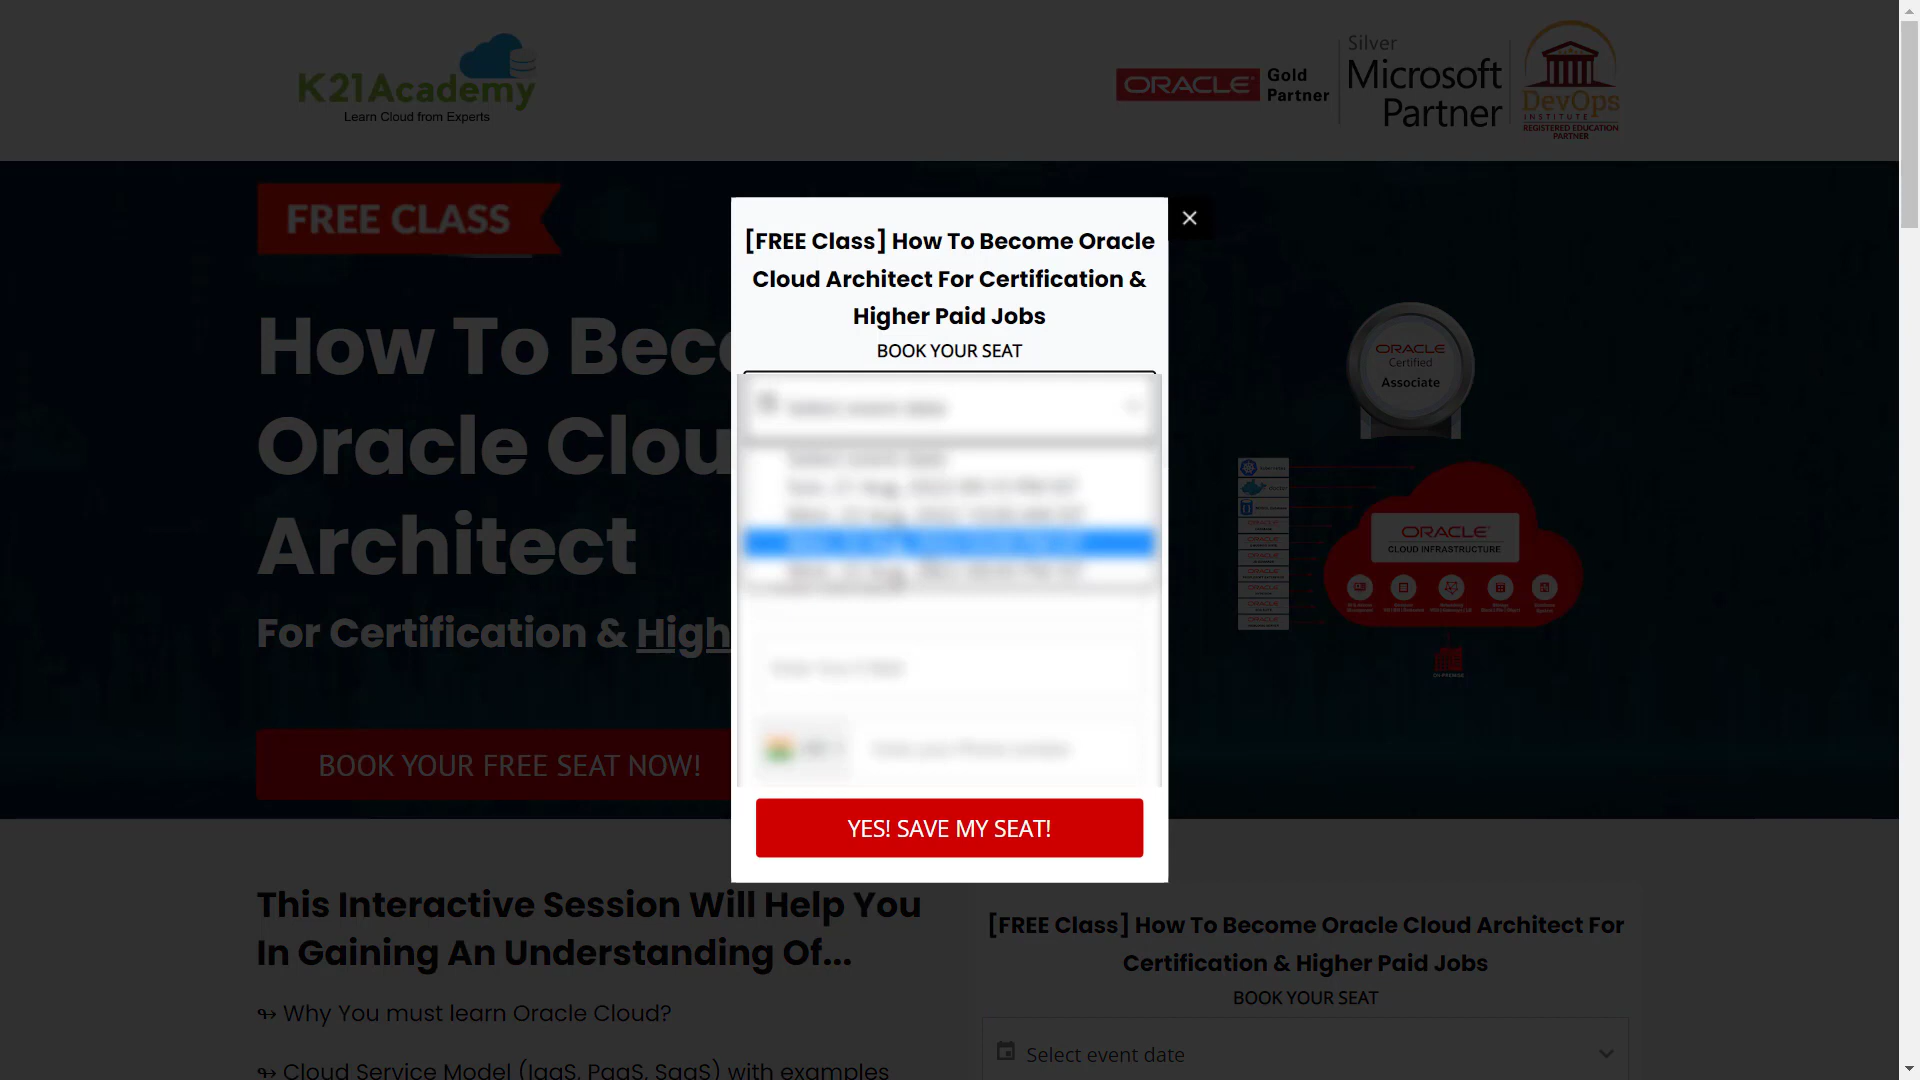 K21Academy
Learn Cloud from Experts
ORACLE Gold Partner
Silver
Microsoft
Partner
DevOps
INSTITUTE
REGISTERED EDUCATION
PARTNER
FREE CLASS
How To Beco
Oracle Clou
Architect
For Certification & High
BOOK YOUR FREE SEAT NOW!
[FREE Class] How To Become Oracle
Cloud Architect For Certification &
Higher Paid Jobs
BOOK YOUR SEAT
YES! SAVE MY SEAT!
ORACLE
Certified
Associate
ORACLE
CLOUD INFRASTRUCTURE
This Interactive Session Will Help You
In Gaining An Understanding Of...
↬ Why You must learn Oracle Cloud?
↬ Cloud Service Model (IaaS, PaaS, SaaS) with examples
[FREE Class] How To Become Oracle Cloud Architect For
Certification & Higher Paid Jobs
BOOK YOUR SEAT
Select event date